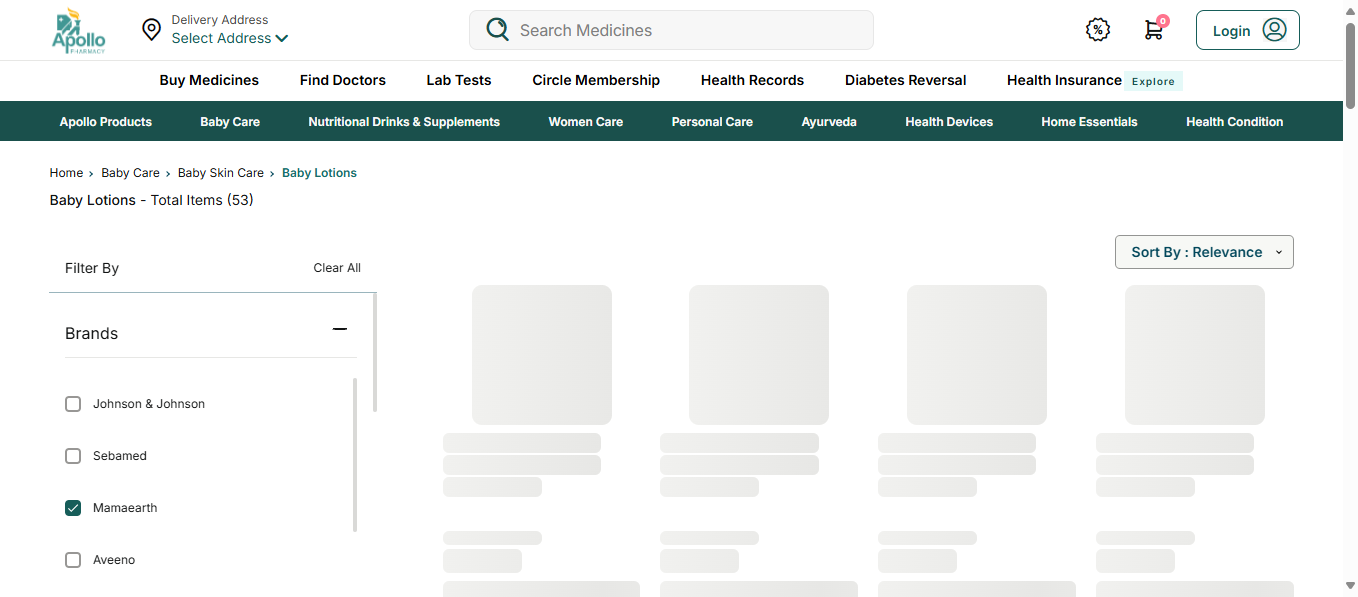 Apollo
PHARMACY
Delivery Address
Select Address
Search Medicines
0
Login
Buy Medicines
Find Doctors
Lab Tests
Circle Membership
Health Records
Diabetes Reversal
Health Insurance
Explore
Apollo Products
Baby Care
Nutritional Drinks & Supplements
Women Care
Personal Care
Ayurveda
Health Devices
Home Essentials
Health Condition
Home › Baby Care › Baby Skin Care › Baby Lotions
Baby Lotions - Total Items (53)
Sort By : Relevance
Filter By
Clear All
Brands
Johnson & Johnson
Sebamed
Mamaearth
Aveeno